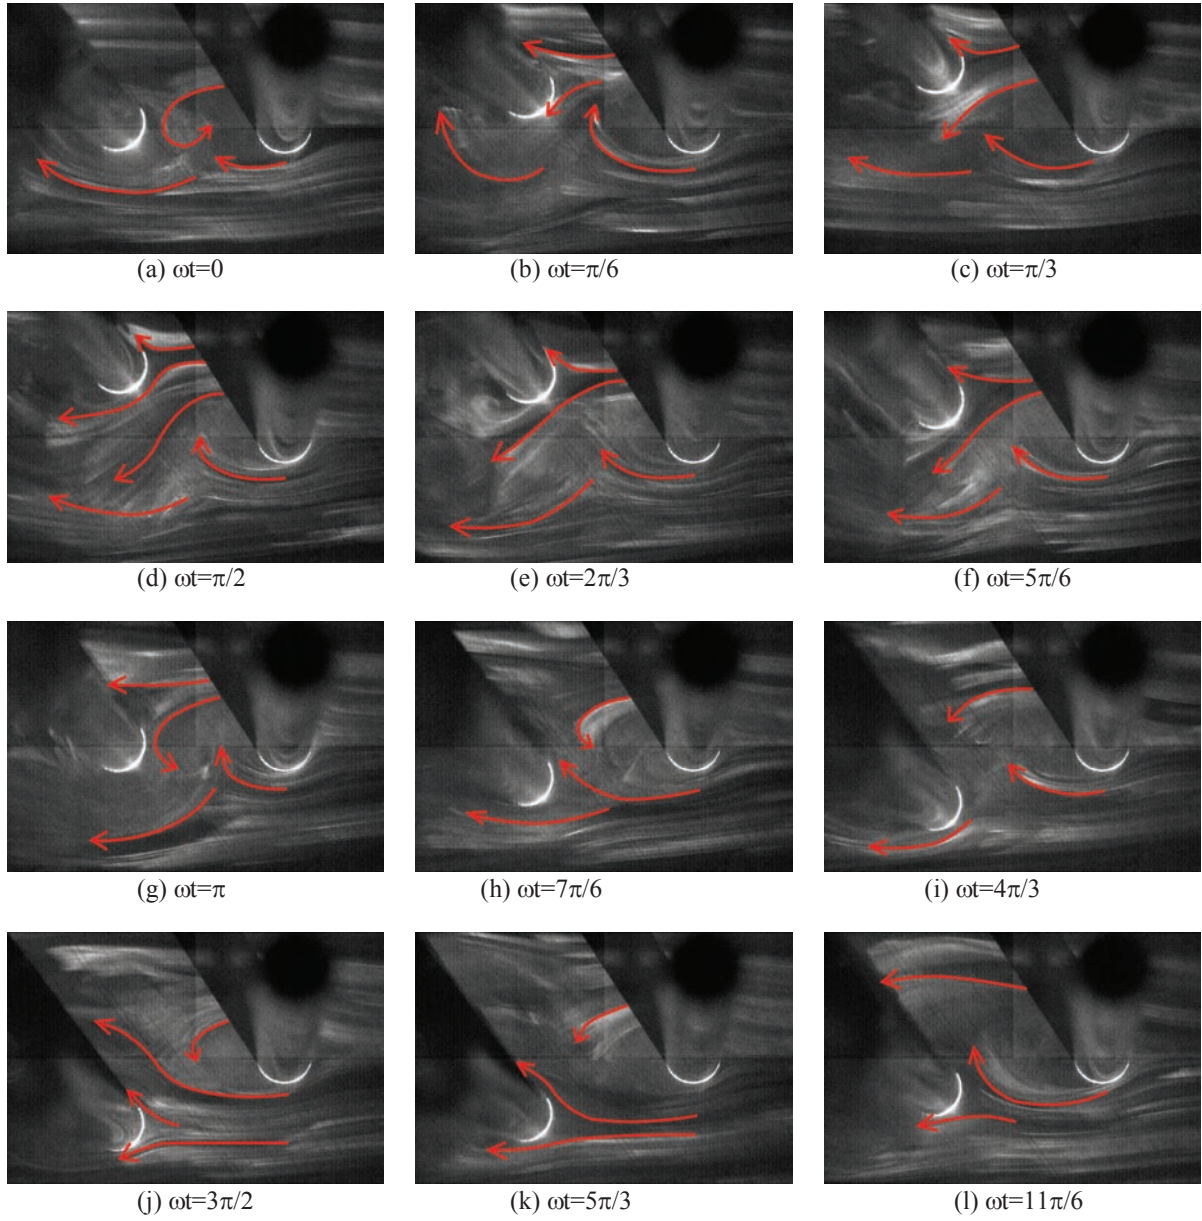 (a) ωt=0
(b) ωt=π/6
(c) ωt=π/3
(d) ωt=π/2
(e) ωt=2π/3
(f) ωt=5π/6
(g) ωt=π
(h) ωt=7π/6
(i) ωt=4π/3
(j) ωt=3π/2
(k) ωt=5π/3
(l) ωt=11π/6